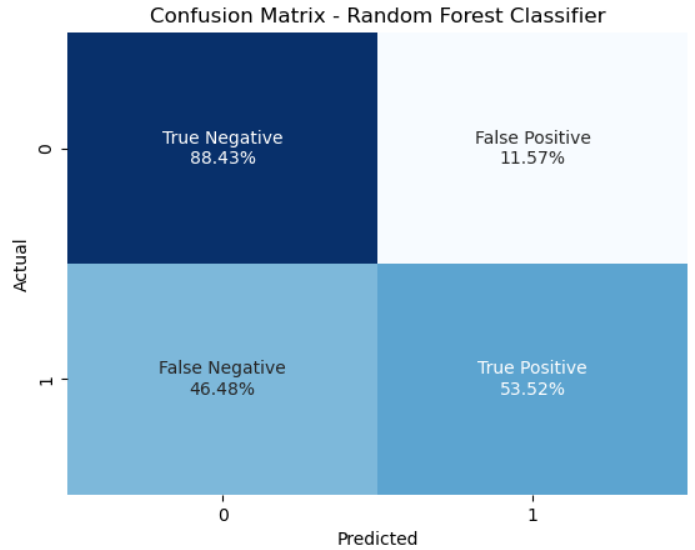 Confusion Matrix - Random Forest Classifier
Actual
0
True Negative
88.43%
False Positive
11.57%
1
False Negative
46.48%
True Positive
53.52%
0
1
Predicted